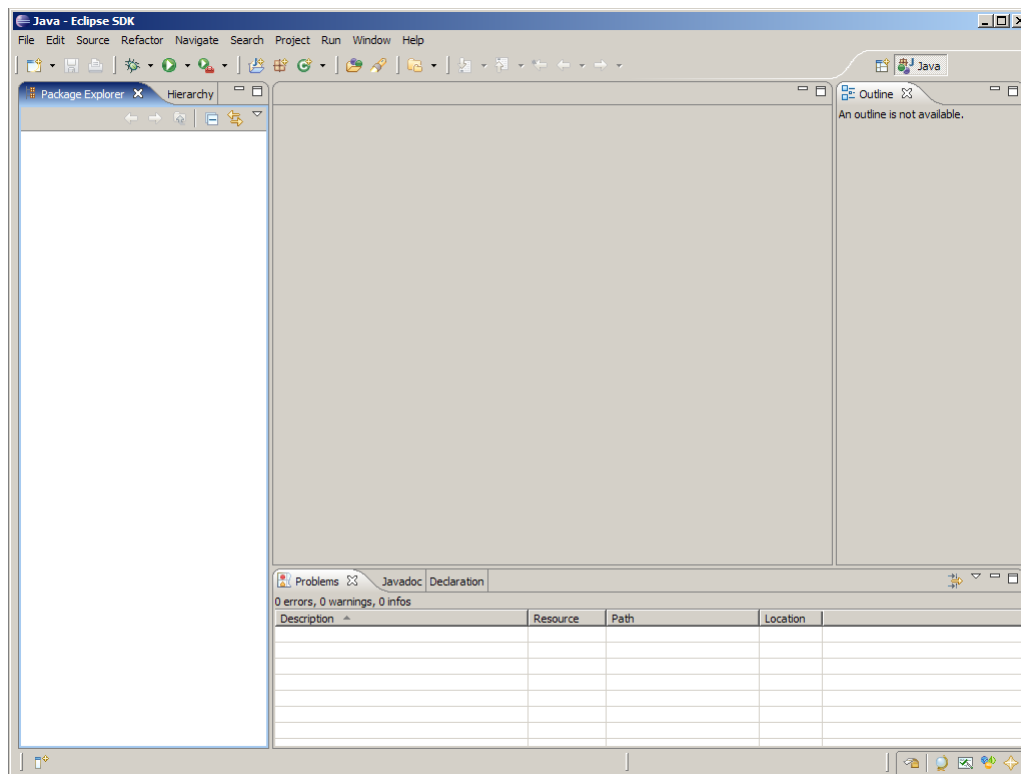 Java - Eclipse SDK
File Edit Source Refactor Navigate Search Project Run Window Help
Java
Package Explorer Hierarchy
Outline
An outline is not available.
Problems Javadoc Declaration
0 errors, 0 warnings, 0 infos
Description Resource Path Location